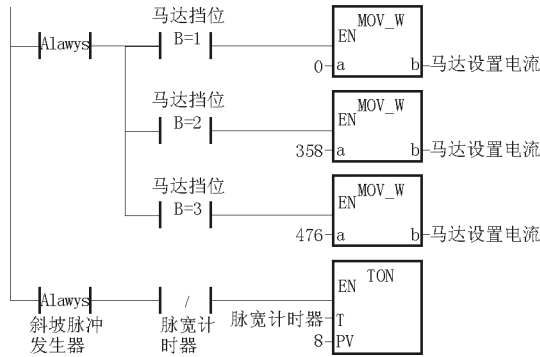 马达挡位
Alawys
B=1
MOV_W
EN
0
a
b
马达设置电流
马达挡位
B=2
MOV_W
EN
358
a
b
马达设置电流
马达挡位
B=3
MOV_W
EN
476
a
b
马达设置电流
Alawys
/
TON
EN
斜坡脉冲
发生器
脉宽计
时器
脉宽计时器
T
8
PV